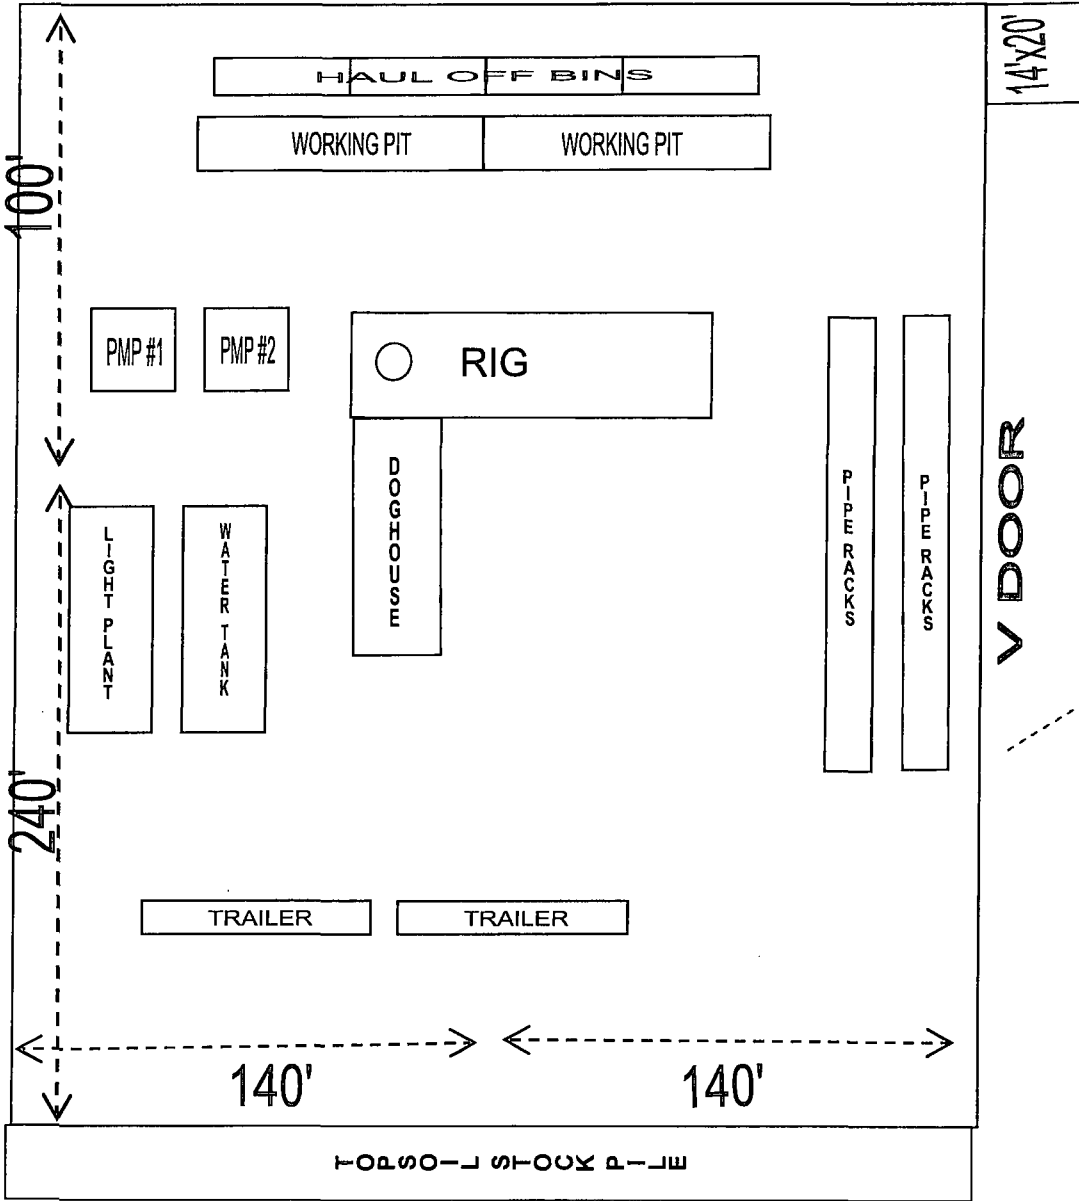 14'x20'
HAUL OFF BINS
WORKING PIT
WORKING PIT
100'
PMP #1
PMP #2
RIG
DOGHOUSE
PIPE RACKS
PIPE RACKS
V DOOR
LIGHT PLANT
WATER TANK
240'
TRAILER
TRAILER
140'
140'
TOPSOIL STOCK PILE